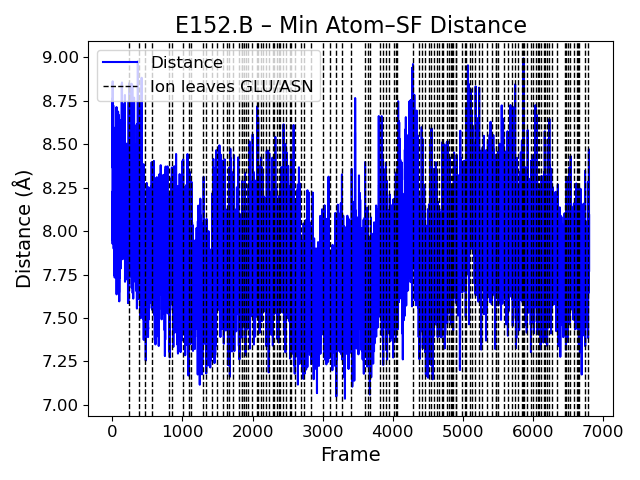 E152.B – Min Atom–SF Distance
Distance
Ion leaves GLU/ASN
9.00
8.75
8.50
8.25
8.00
7.75
7.50
7.25
7.00
Distance (Å)
0 1000 2000 3000 4000 5000 6000 7000
Frame